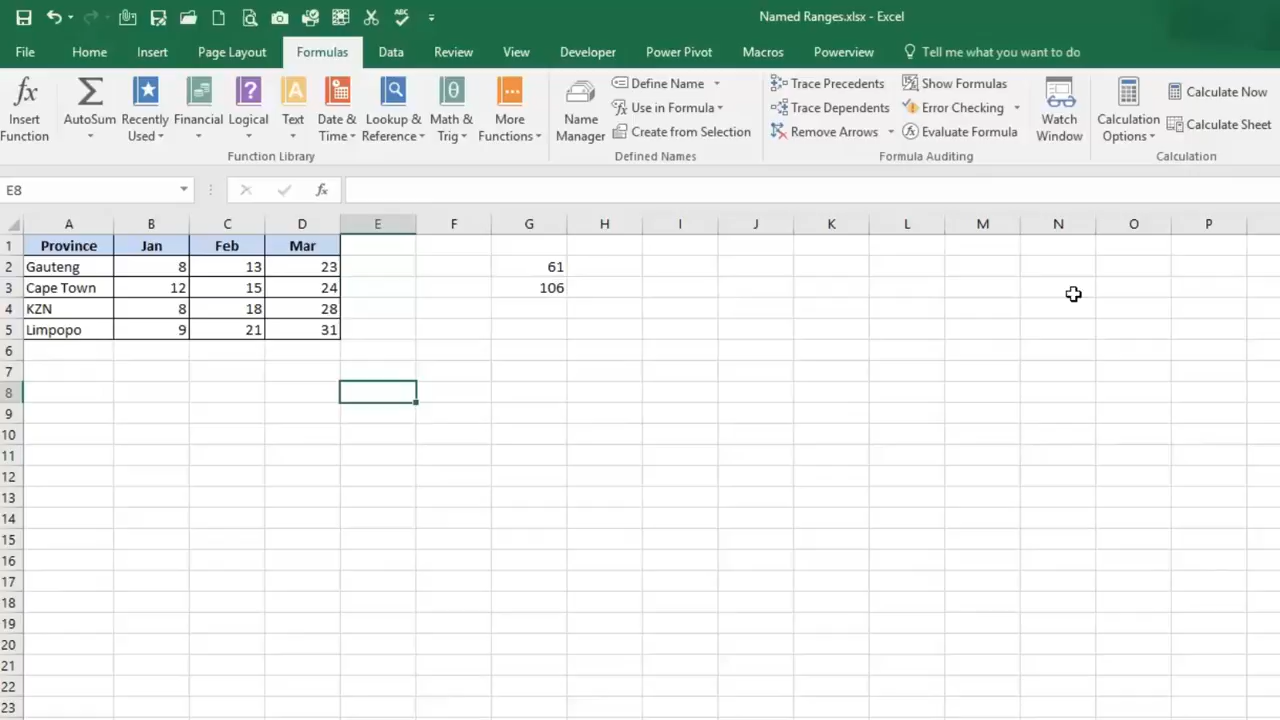 Named Ranges.xlsx - Excel
File Home Insert Page Layout Formulas Data Review View Developer Power Pivot Macros Powerview Tell me what you want to do
Insert Function
AutoSum
Recently Used
Financial
Logical
Text
Date & Time
Lookup & Reference
Math & Trig
More Functions
Function Library
Name Manager
Define Name
Use in Formula
Create from Selection
Defined Names
Trace Precedents
Trace Dependents
Remove Arrows
Show Formulas
Error Checking
Evaluate Formula
Formula Auditing
Watch Window
Calculation Options
Calculate Now
Calculate Sheet
Calculation
E8 fx
A B C D E F G H I J K L M N O P
1 Province Jan Feb Mar
2 Gauteng 8 13 23 61
3 Cape Town 12 15 24 106
4 KZN 8 18 28
5 Limpopo 9 21 31
6
7
8
9
10
11
12
13
14
15
16
17
18
19
20
21
22
23